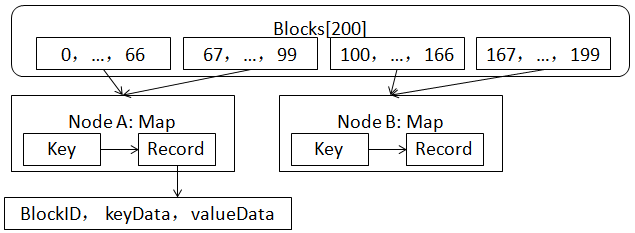 Blocks[200]
0，…，66
67，…，99
100，…，166
167，…，199
Node A: Map
Node B: Map
Key
Record
Key
Record
BlockID， keyData，valueData